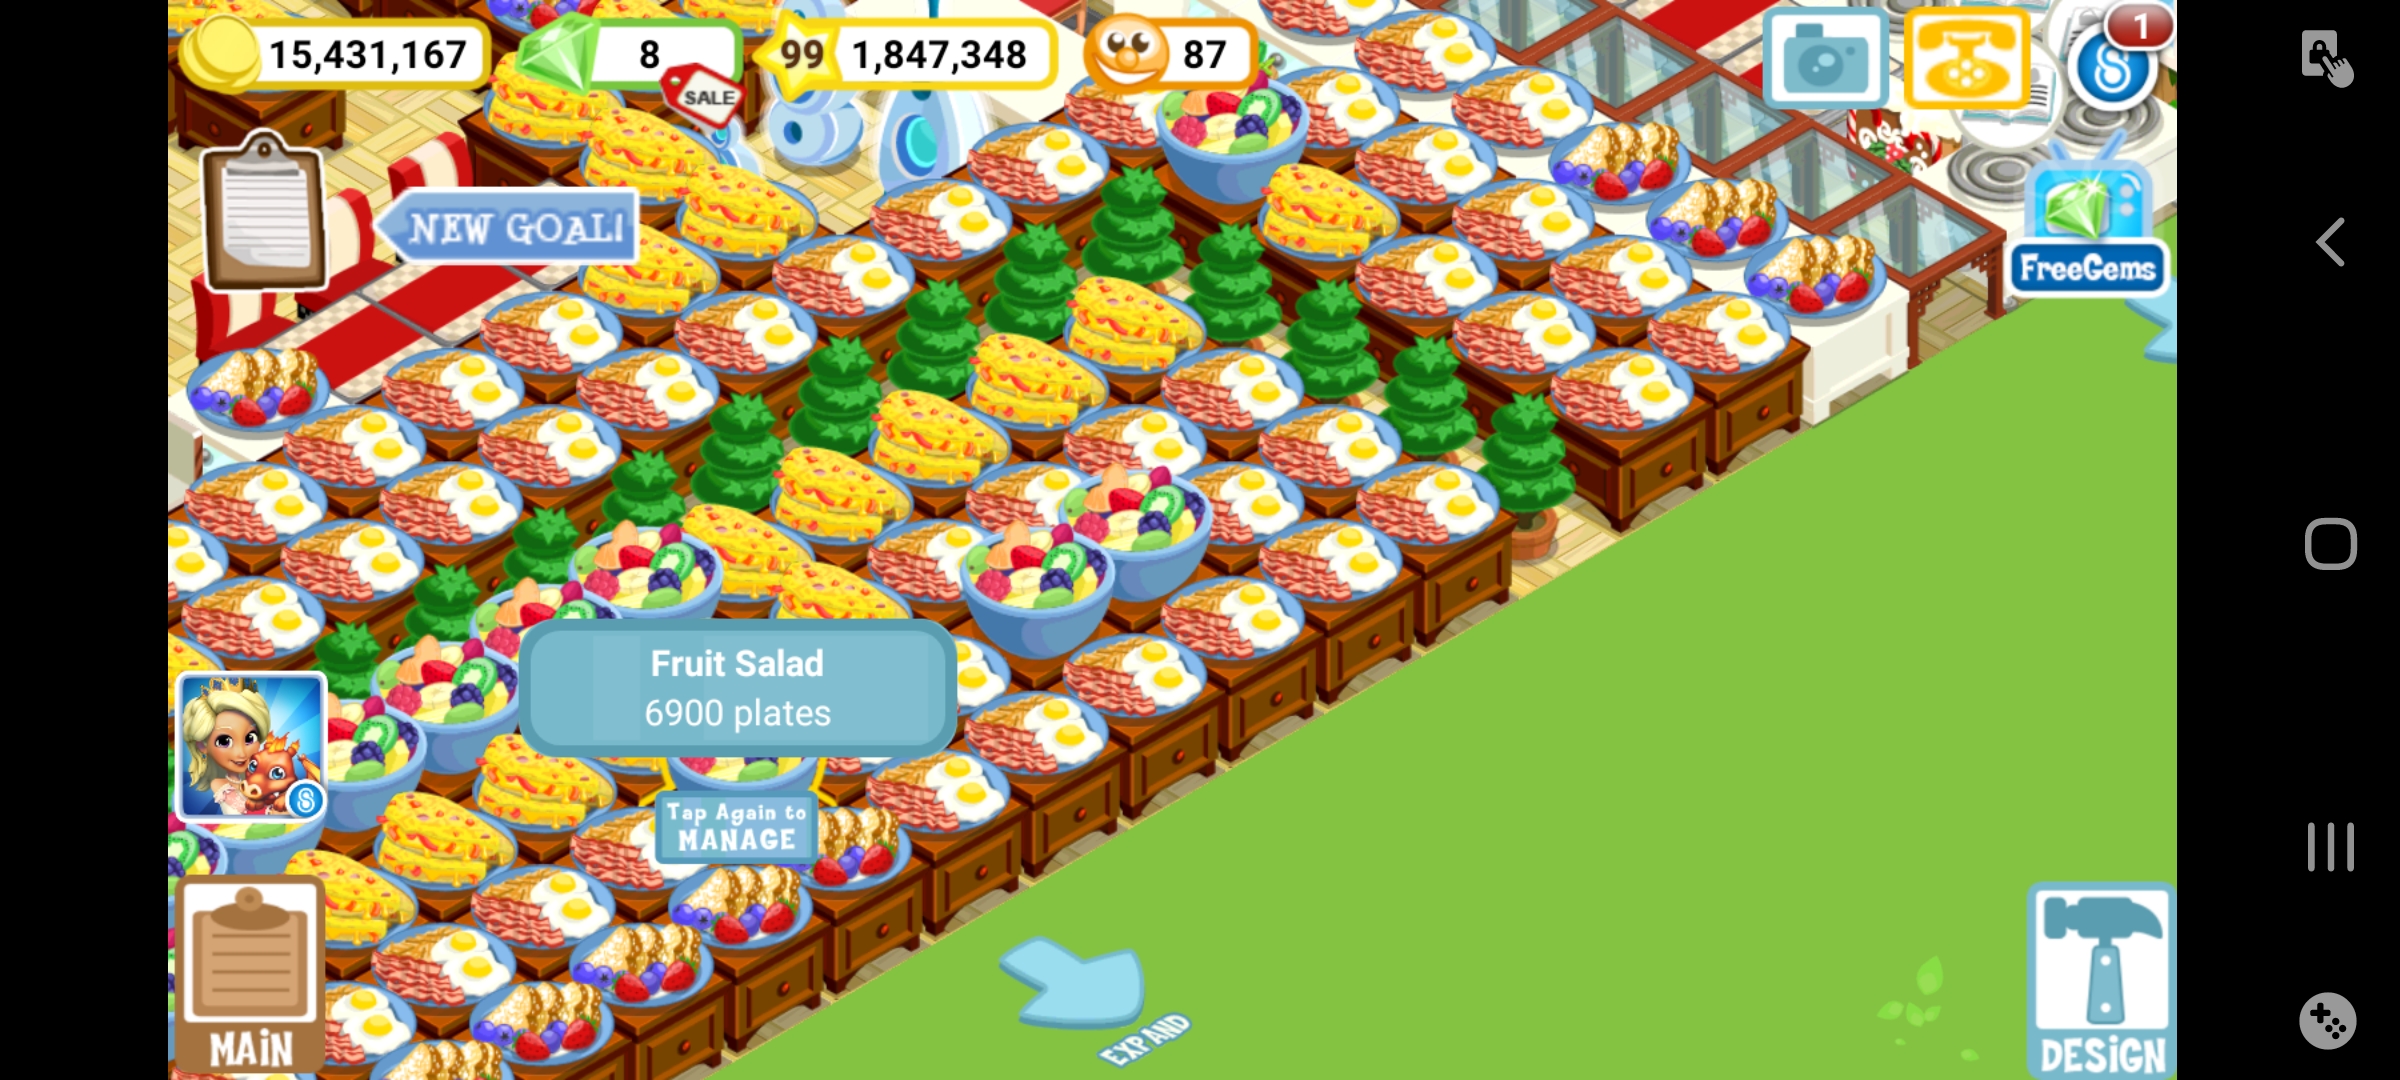 15,431,167
8
SALE
99
1,847,348
87
1
NEW GOAL!
FreeGems
Fruit Salad
6900 plates
Tap Again to
MANAGE
MAIN
EXPAND
DESIGN